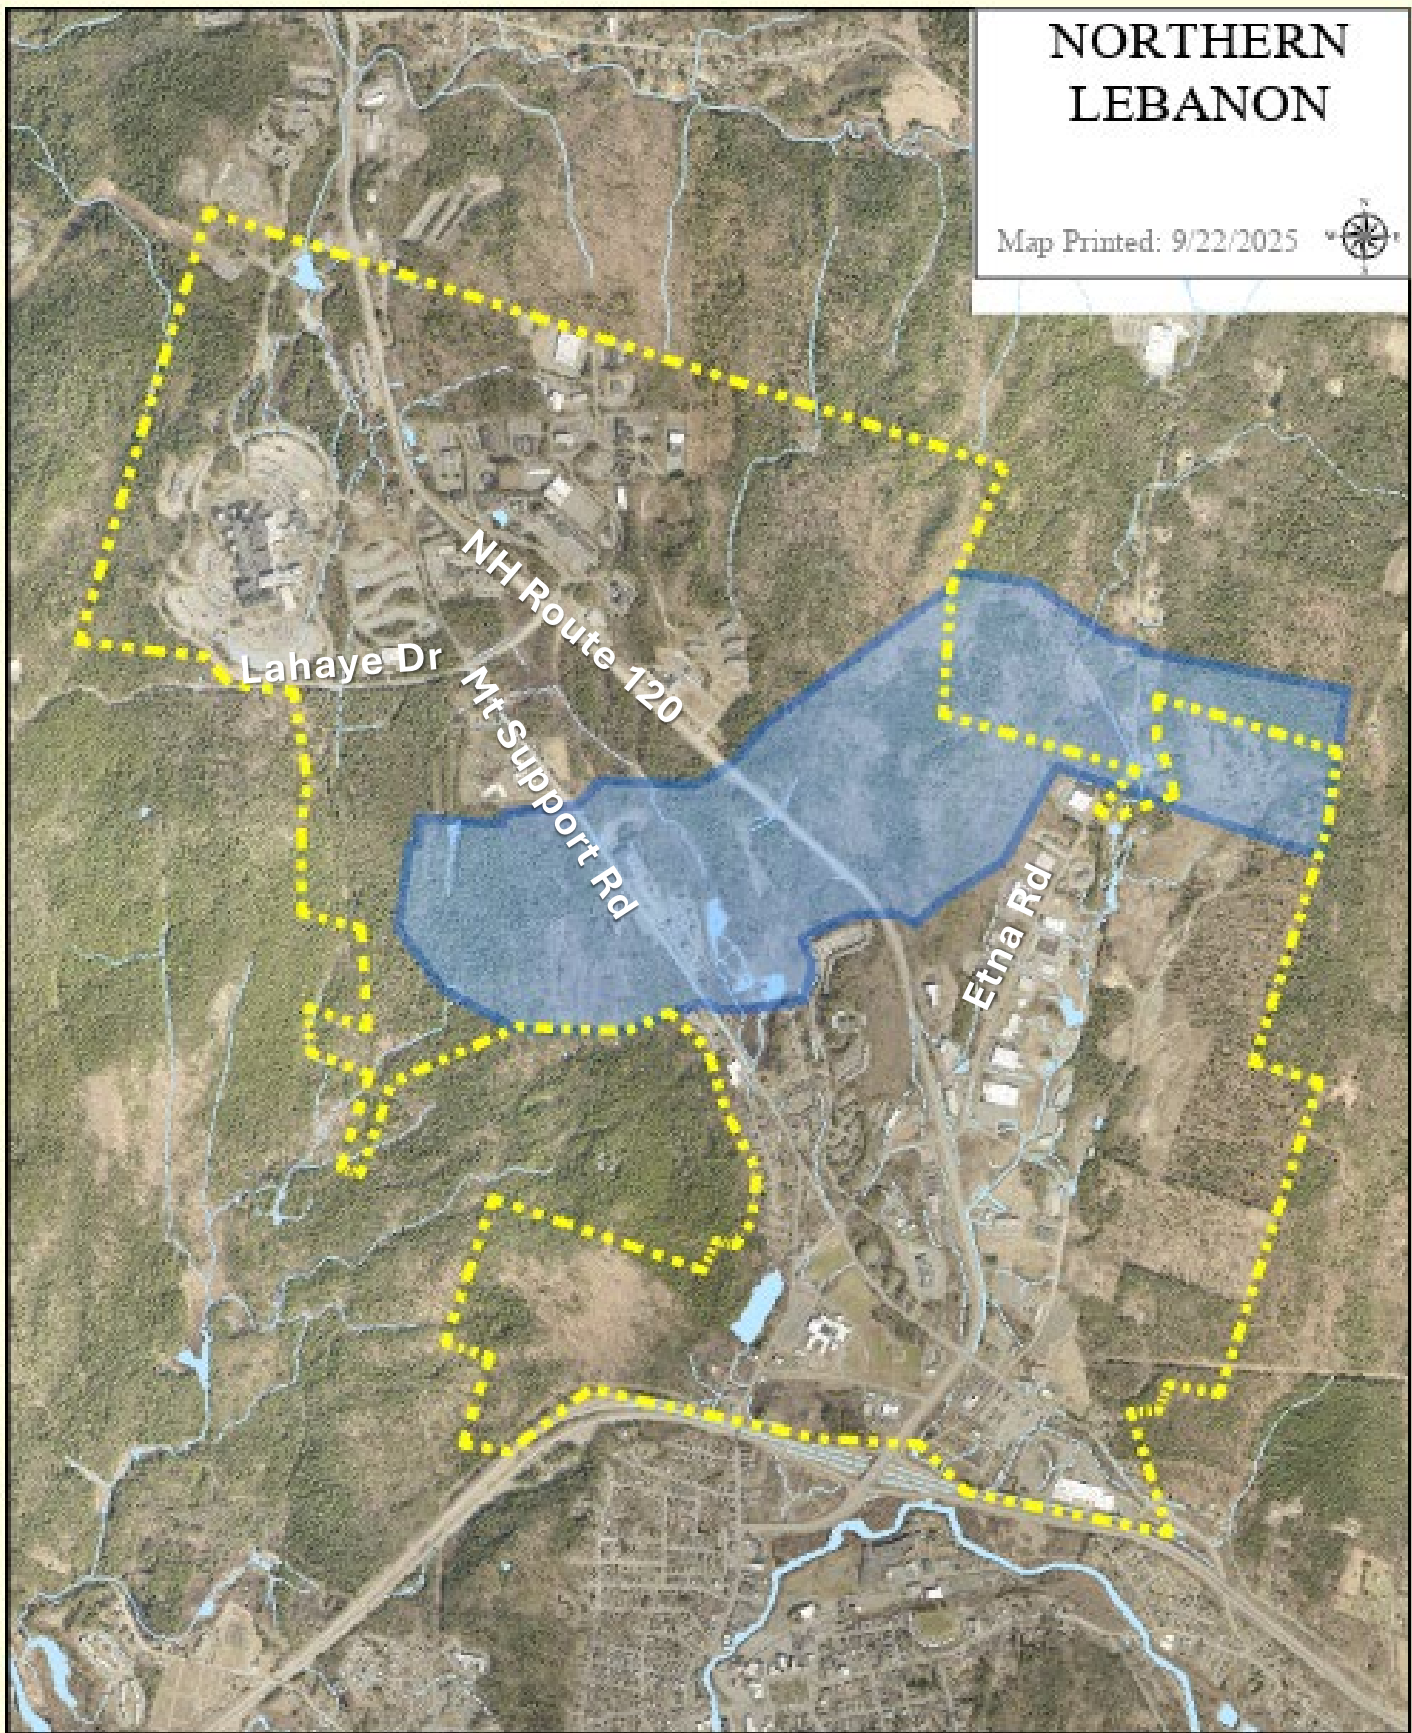 NORTHERN
LEBANON
Map Printed: 9/22/2025
N
W
E
S
NH Route 120
Lahaye Dr
Mt Support Rd
Etna Rd